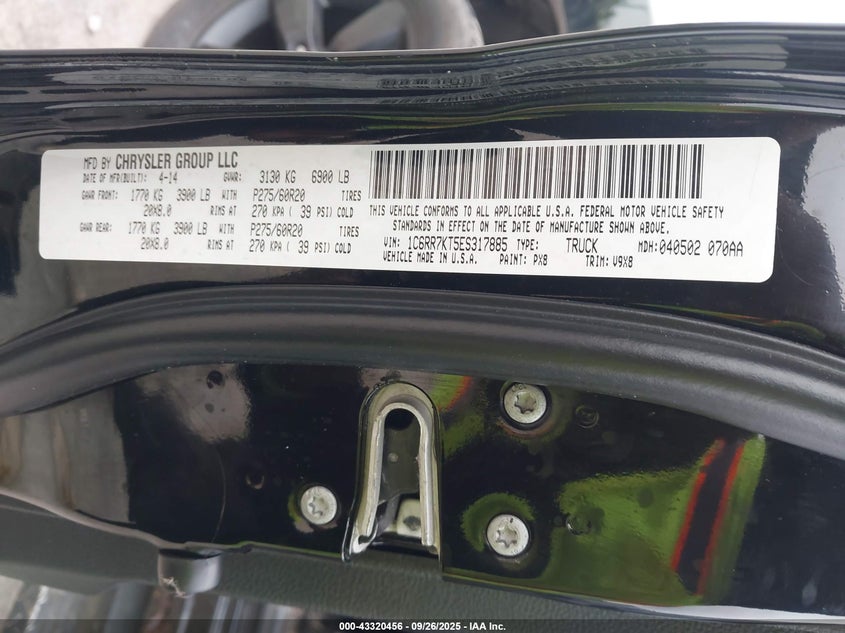 MFD BY CHRYSLER GROUP LLC
DATE OF MFR(BUILT): 4-14 GVWR: 3130 KG 6900 LB
GAWR FRONT: 1770 KG 3900 LB WITH P275/60R20 TIRES
20X8.0 RIMS AT 270 KPA ( 39 PSI) COLD
GAWR REAR: 1770 KG 3900 LB WITH P275/60R20 TIRES
20X8.0 RIMS AT 270 KPA ( 39 PSI) COLD
THIS VEHICLE CONFORMS TO ALL APPLICABLE U.S.A. FEDERAL MOTOR VEHICLE SAFETY
STANDARDS IN EFFECT ON THE DATE OF MANUFACTURE SHOWN ABOVE.
VIN: 1C6RR7KT5ES317885 TYPE: TRUCK MDH: 040502 070AA
VEHICLE MADE IN U.S.A. PAINT: PX8 TRIM: V9X8
000-43320456 - 09/26/2025 - IAA Inc.